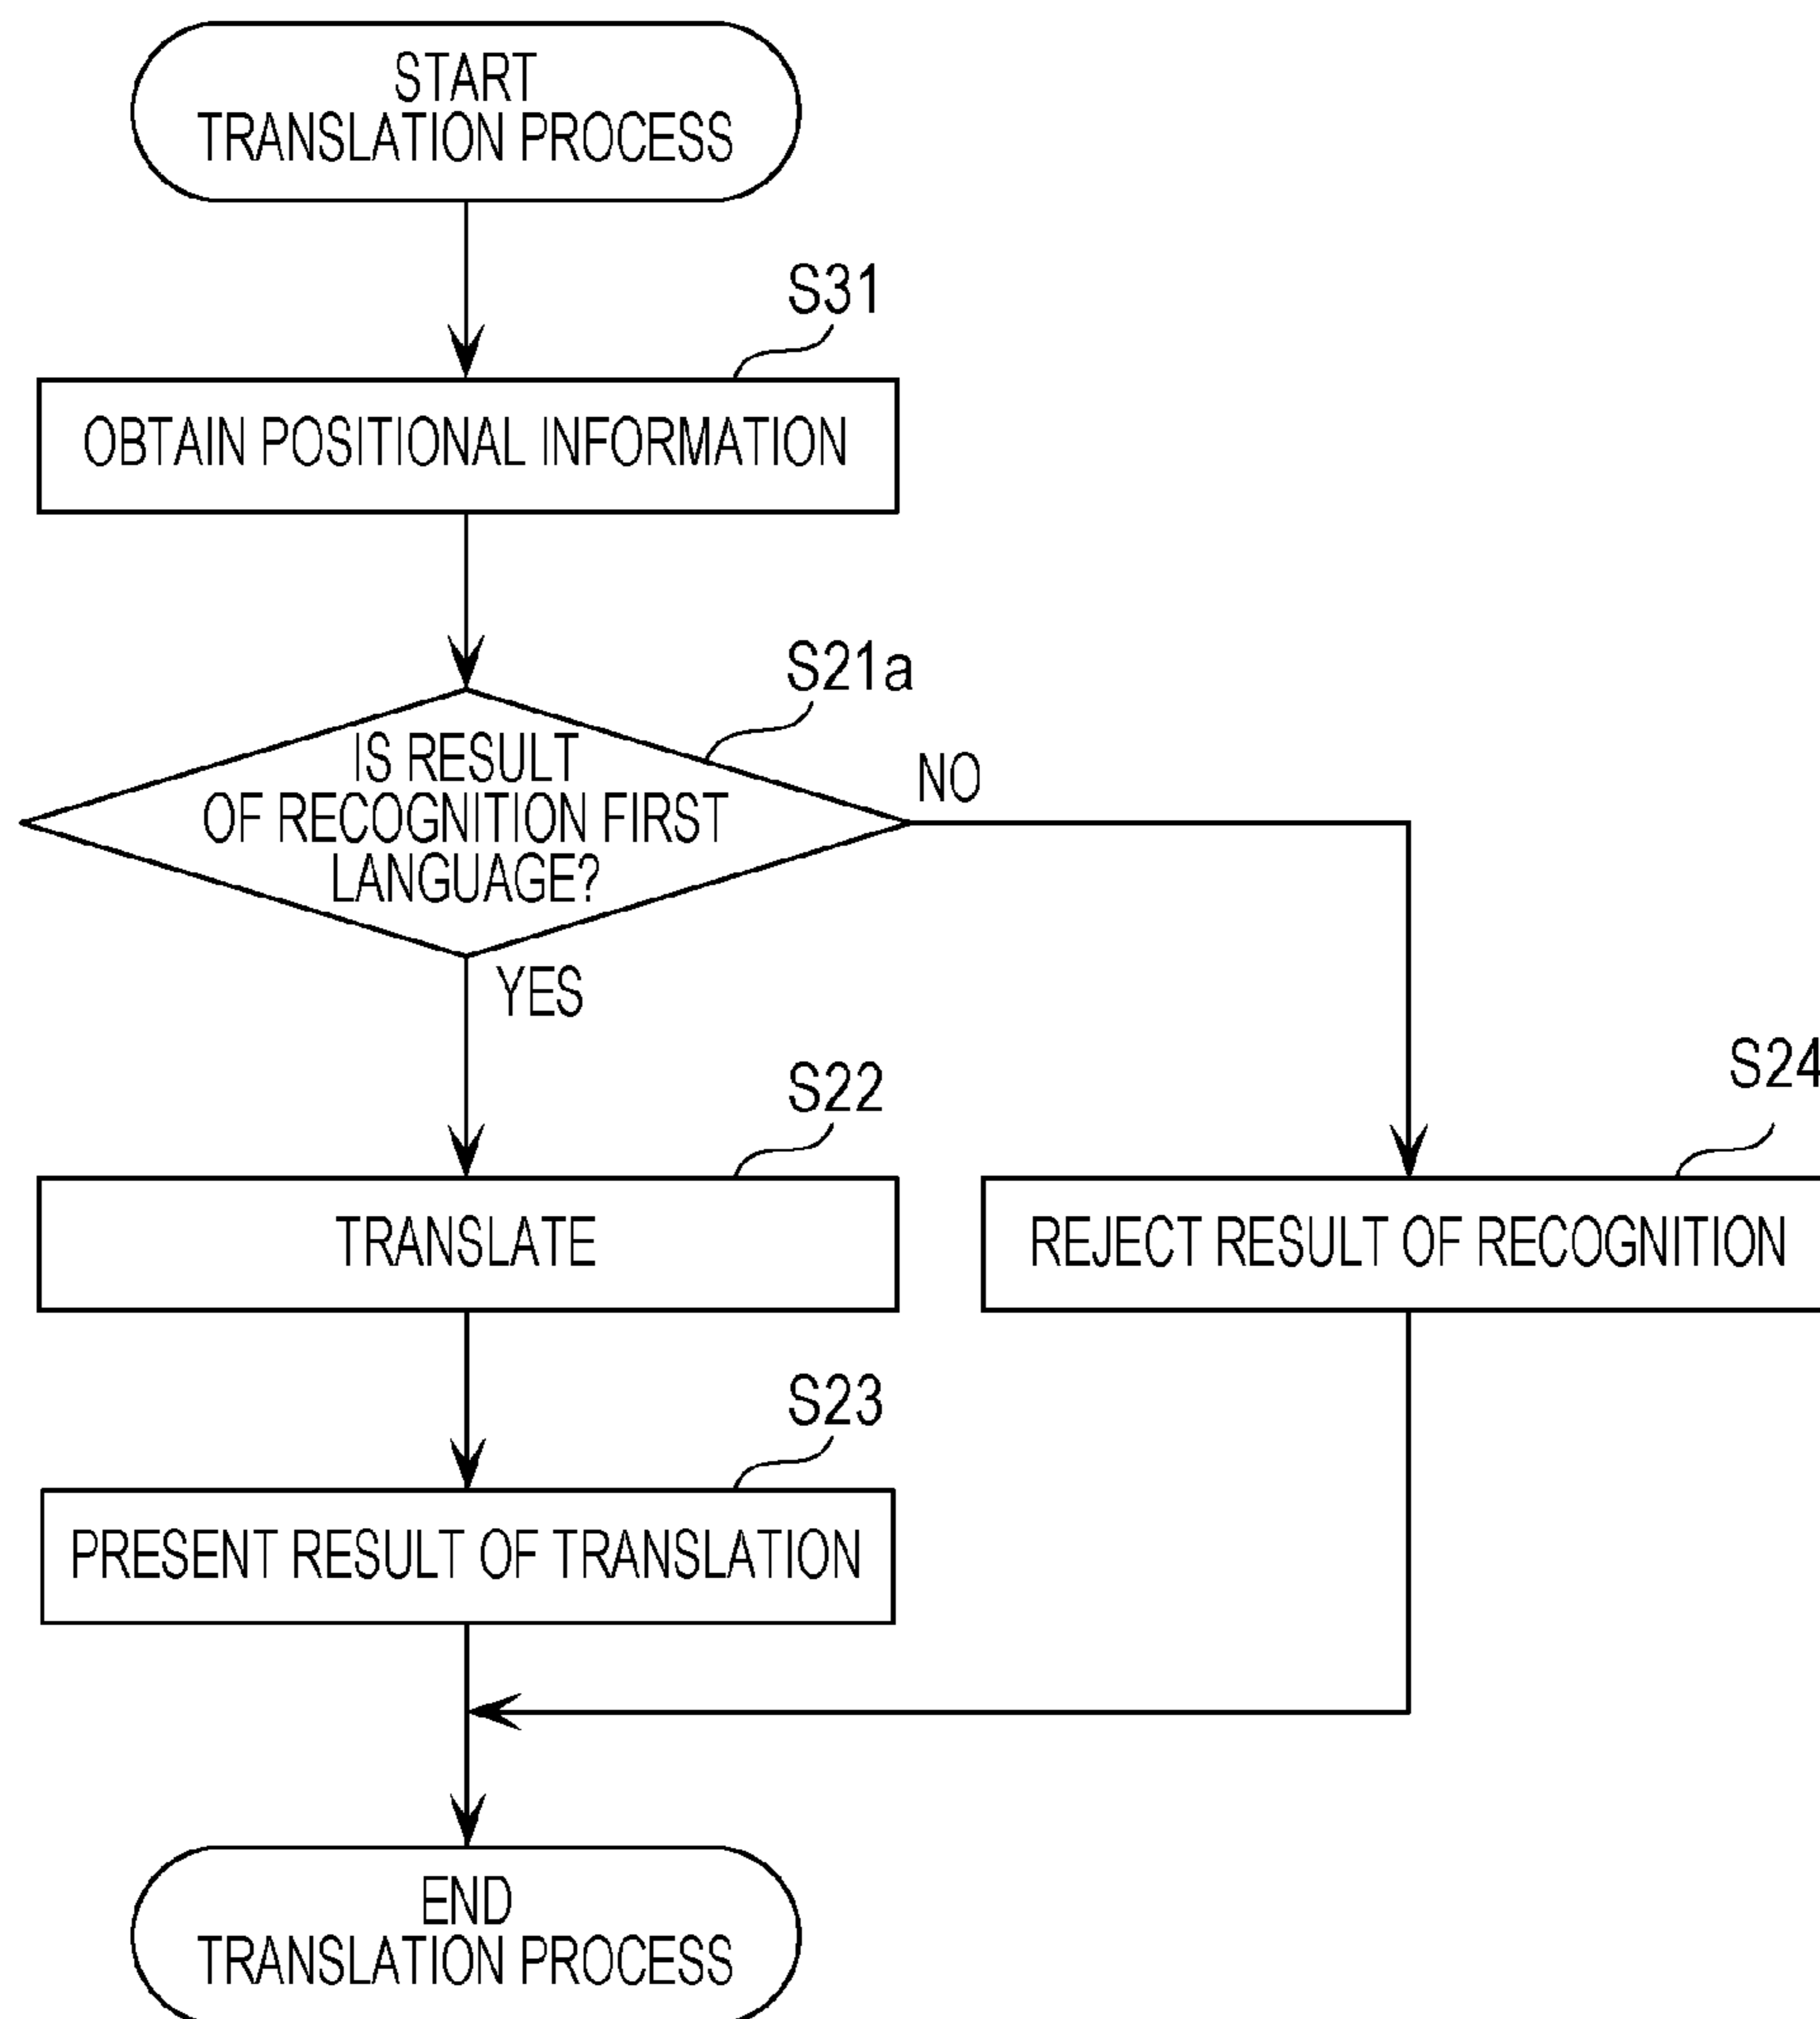 START
TRANSLATION PROCESS
S31
OBTAIN POSITIONAL INFORMATION
S21a
IS RESULT
OF RECOGNITION FIRST
LANGUAGE?
NO
YES
S22
TRANSLATE
S24
REJECT RESULT OF RECOGNITION
S23
PRESENT RESULT OF TRANSLATION
END
TRANSLATION PROCESS